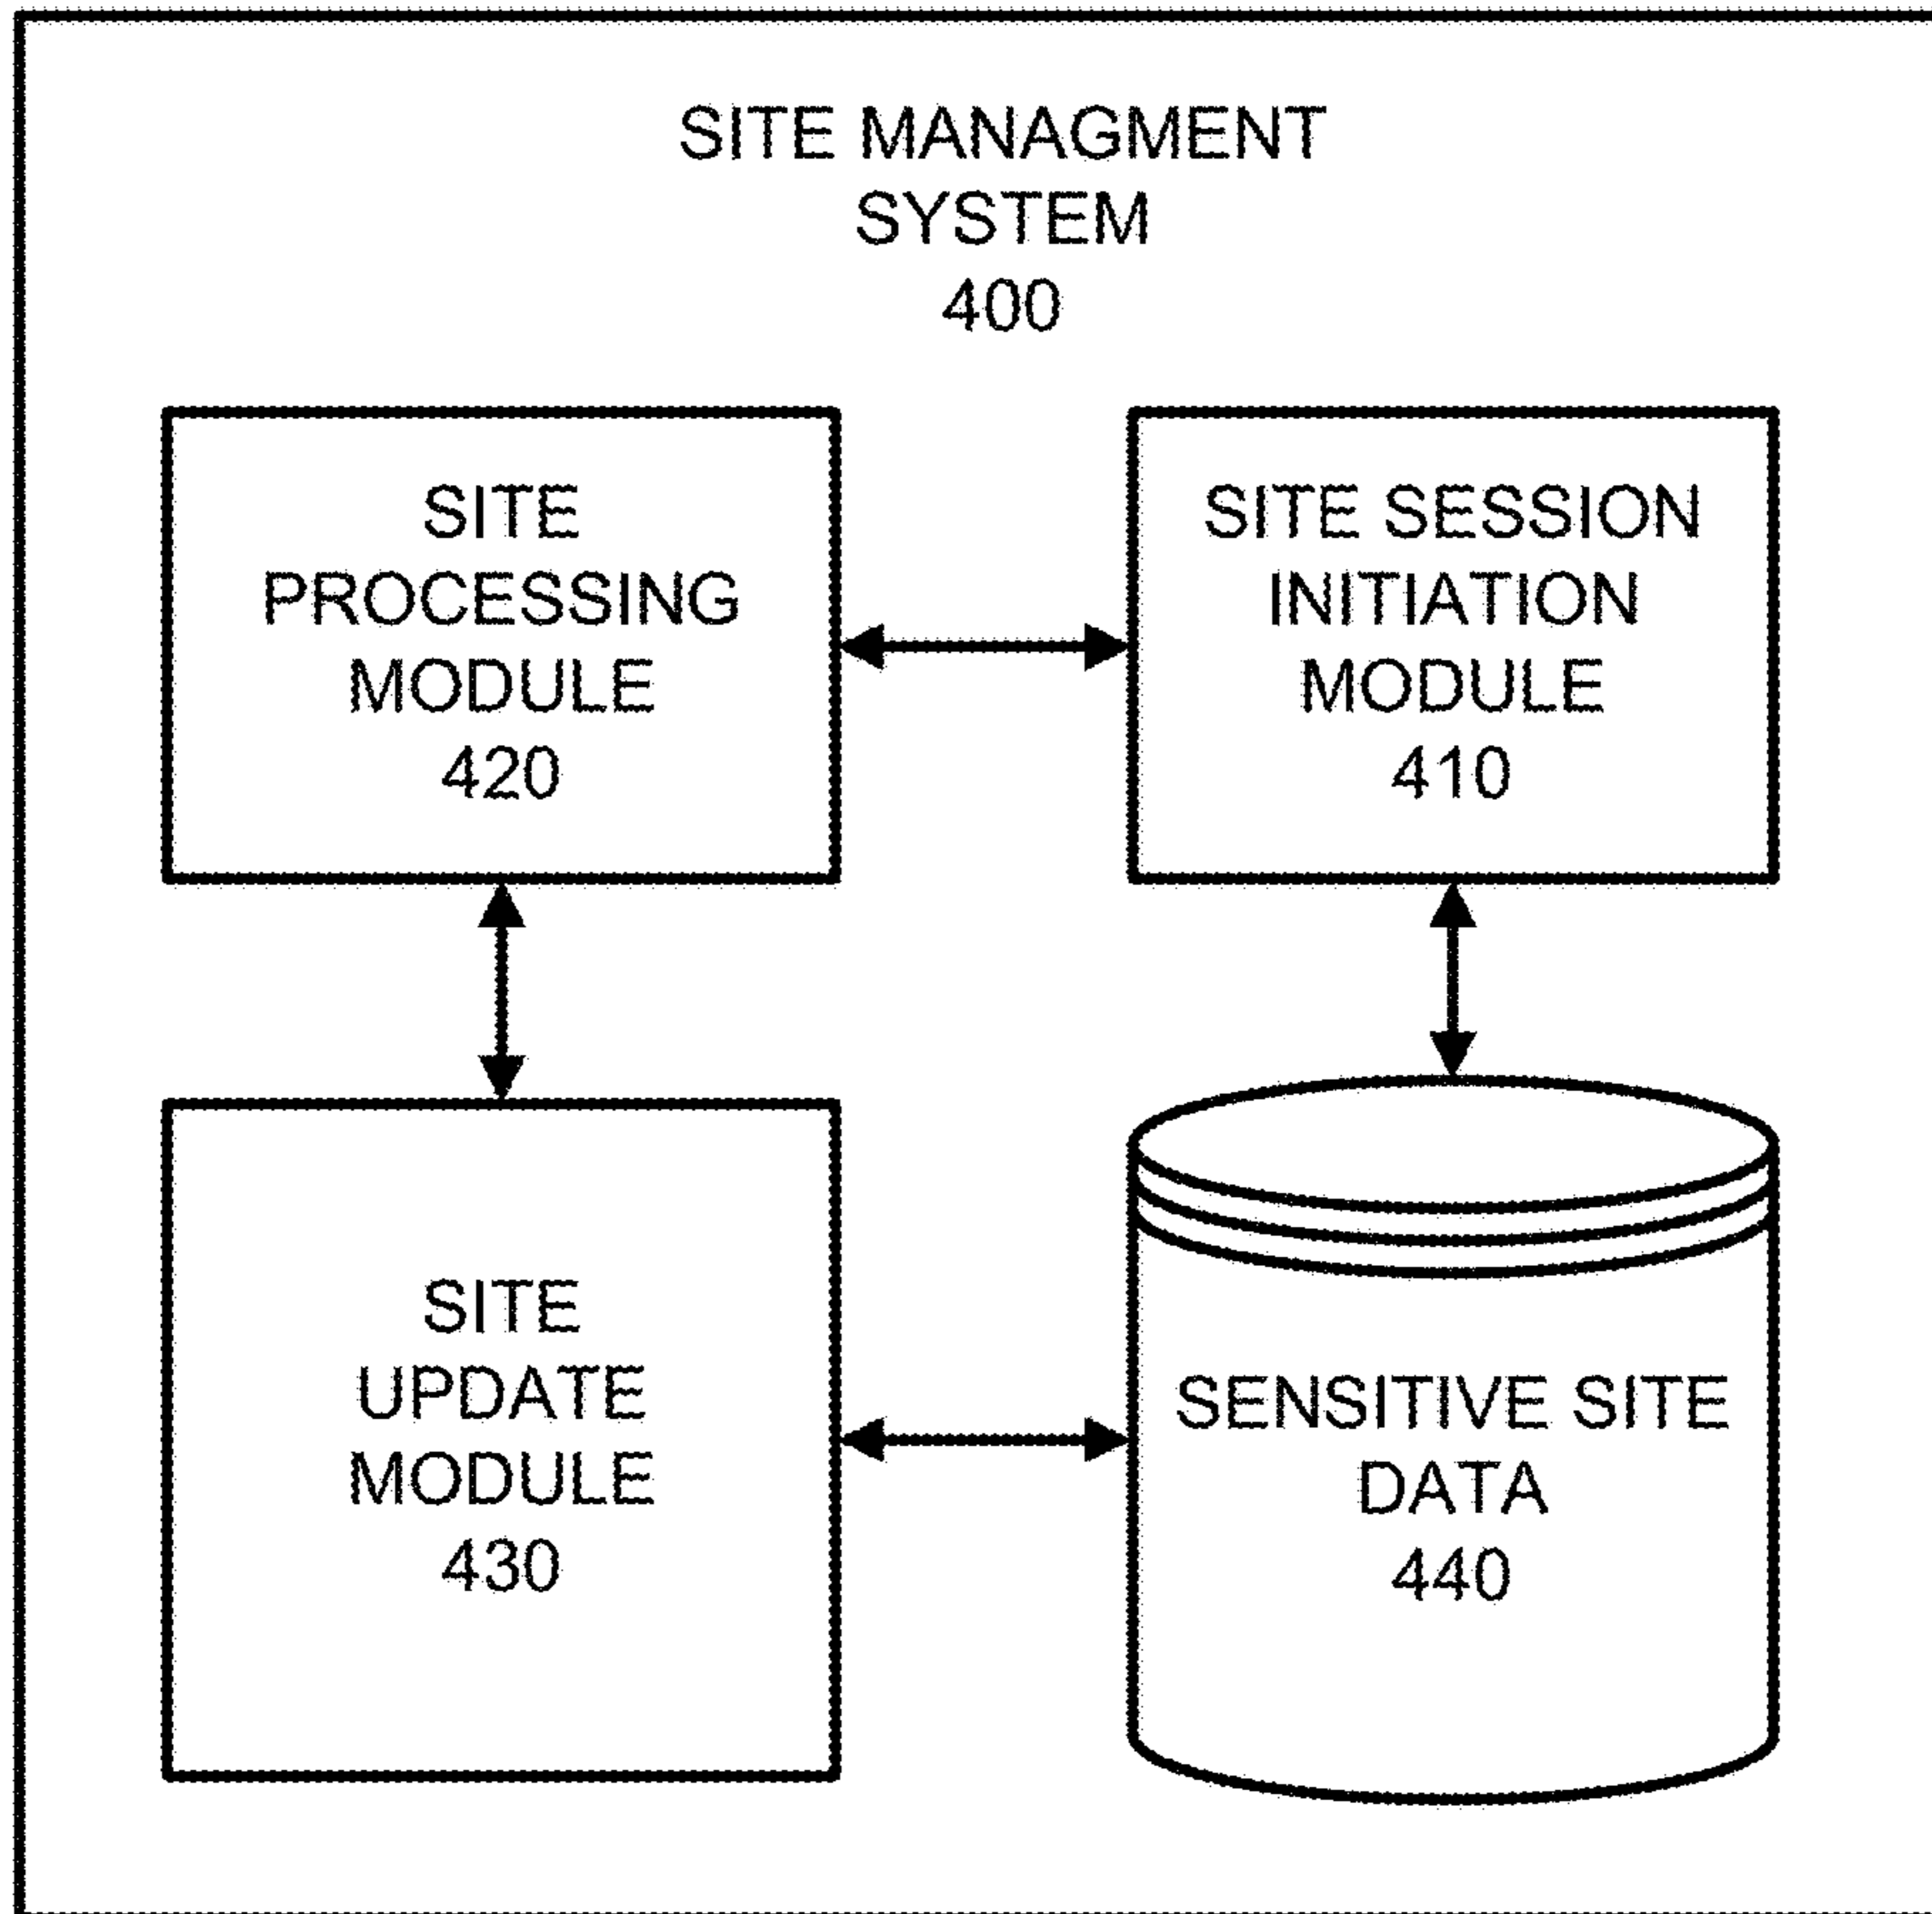 SITE MANAGMENT
SYSTEM
400
SITE
PROCESSING
MODULE
420
SITE SESSION
INITIATION
MODULE
410
SITE
UPDATE
MODULE
430
SENSITIVE SITE
DATA
440